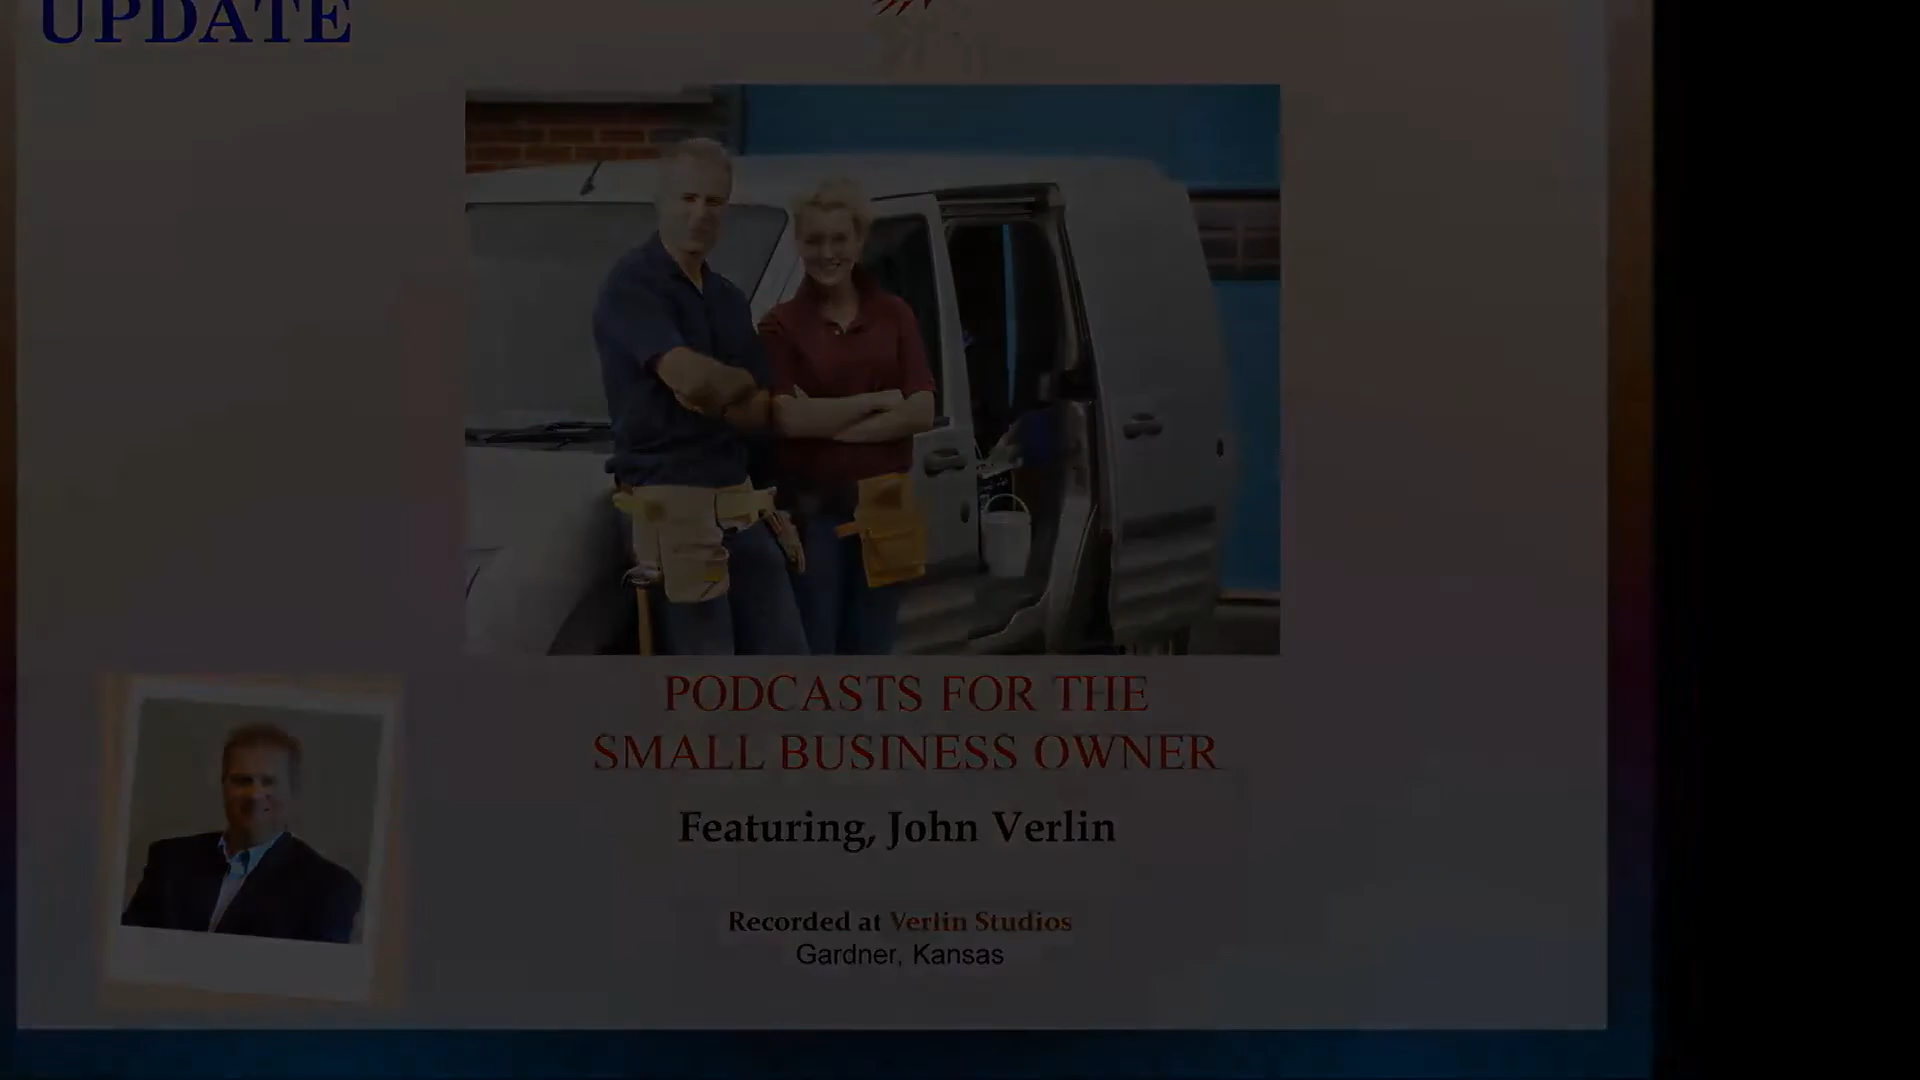 UPDATE
PODCASTS FOR THE
SMALL BUSINESS OWNER
Featuring, John Verlin
Recorded at Verlin Studios
Gardner, Kansas